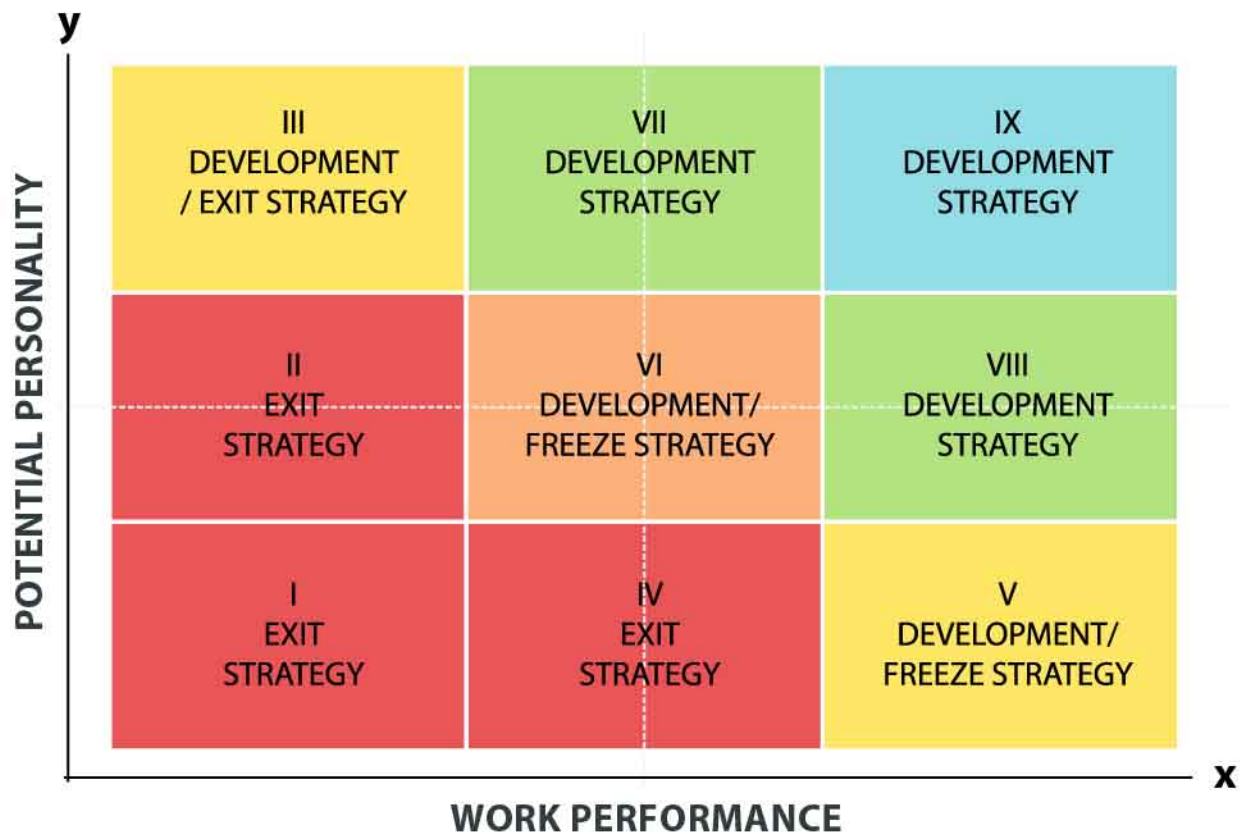 y
POTENTIAL PERSONALITY
III
DEVELOPMENT
/ EXIT STRATEGY
VII
DEVELOPMENT
STRATEGY
IX
DEVELOPMENT
STRATEGY
II
EXIT
STRATEGY
VI
DEVELOPMENT/
FREEZE STRATEGY
VIII
DEVELOPMENT
STRATEGY
I
EXIT
STRATEGY
IV
EXIT
STRATEGY
V
DEVELOPMENT/
FREEZE STRATEGY
x
WORK PERFORMANCE